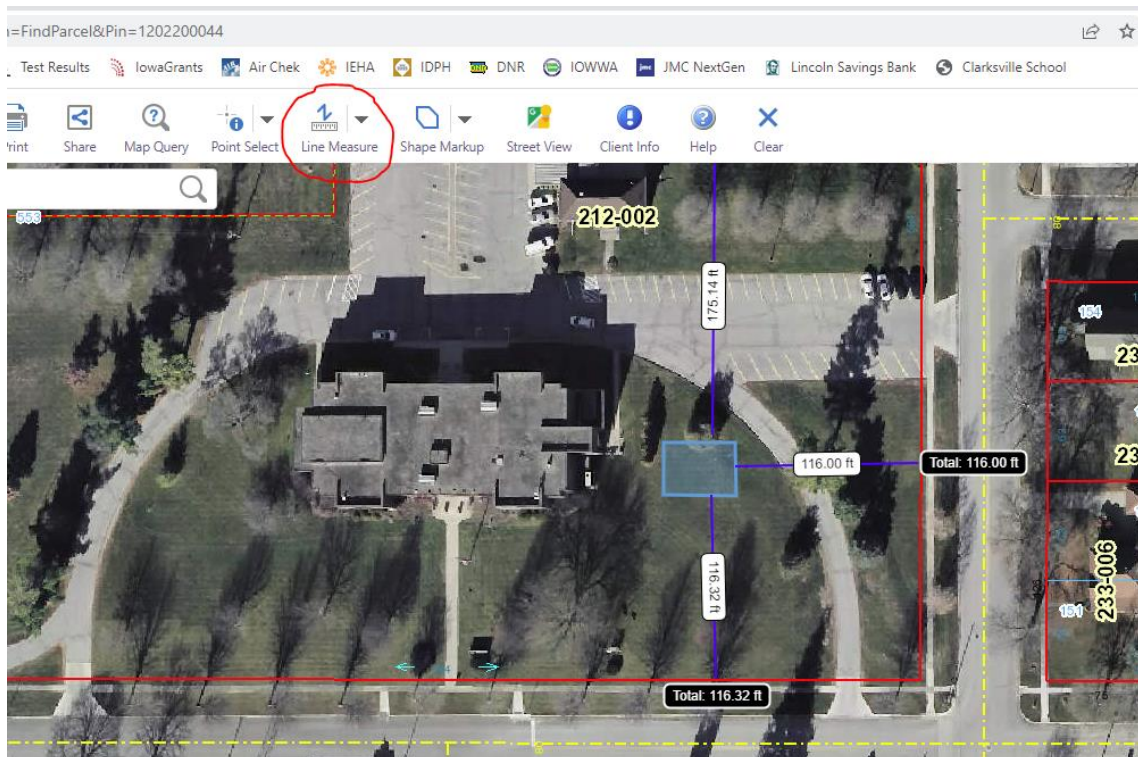 n=FindParcel&Pin=1202200044
Test Results IowaGrants Air Chek IEHA IDPH DNR IOWWA JMC NextGen Lincoln Savings Bank Clarksville School
Print Share Map Query Point Select Line Measure Shape Markup Street View Client Info Help Clear
553
212-002
175.14 ft
154
23
116.00 ft
Total: 116.00 ft
23
116.32 ft
233-006
151
Total: 116.32 ft